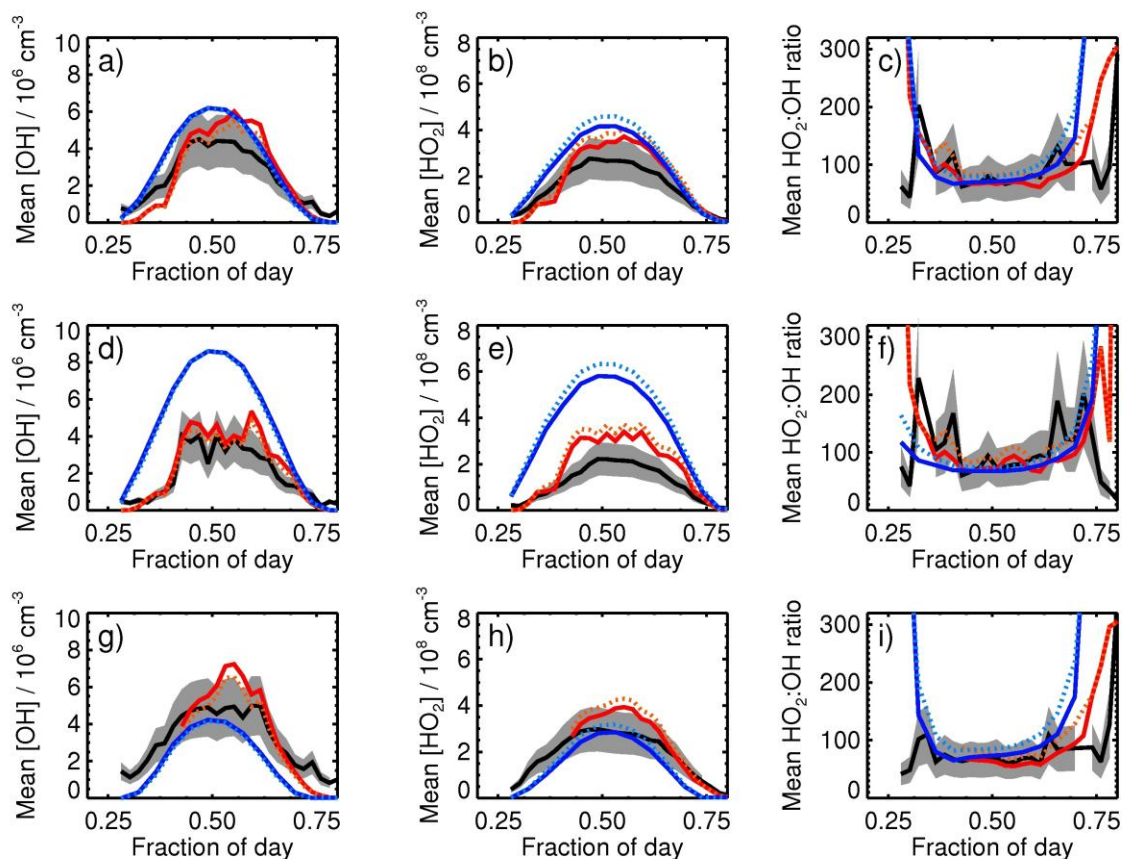 a)
Mean [OH] / 10⁶ cm⁻³
10
8
6
4
2
0
0.25 0.50 0.75
Fraction of day
b)
Mean [HO₂] / 10⁸ cm⁻³
8
6
4
2
0
0.25 0.50 0.75
Fraction of day
c)
Mean HO₂:OH ratio
300
200
100
0
0.25 0.50 0.75
Fraction of day
d)
Mean [OH] / 10⁶ cm⁻³
10
8
6
4
2
0
0.25 0.50 0.75
Fraction of day
e)
Mean [HO₂] / 10⁸ cm⁻³
8
6
4
2
0
0.25 0.50 0.75
Fraction of day
f)
Mean HO₂:OH ratio
300
200
100
0
0.25 0.50 0.75
Fraction of day
g)
Mean [OH] / 10⁶ cm⁻³
10
8
6
4
2
0
0.25 0.50 0.75
Fraction of day
h)
Mean [HO₂] / 10⁸ cm⁻³
8
6
4
2
0
0.25 0.50 0.75
Fraction of day
i)
Mean HO₂:OH ratio
300
200
100
0
0.25 0.50 0.75
Fraction of day